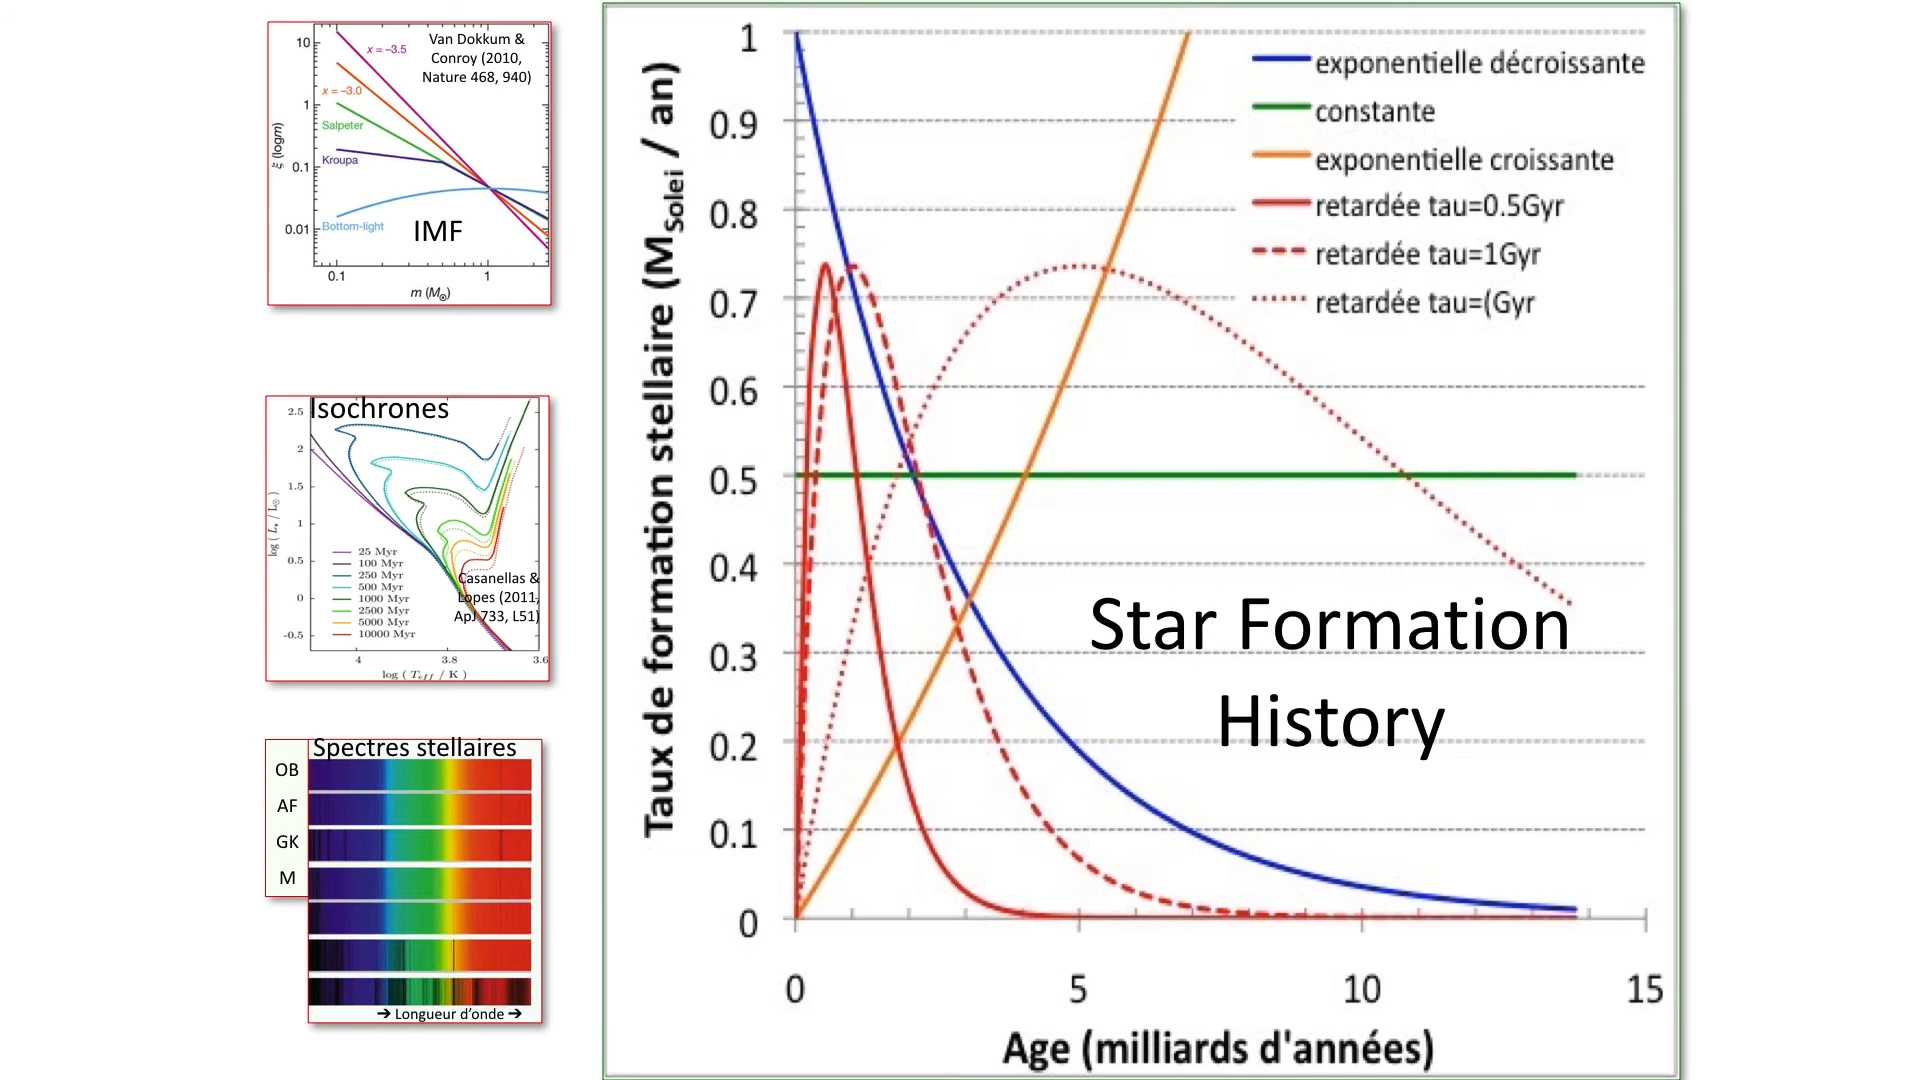 Van Dokkum &
Conroy (2010,
Nature 468, 940)
x = −3.5
x = −3.0
Salpeter
Kroupa
Bottom-light
IMF
10
1
0.1
0.01
ξ (logm)
0.1
1
m (M⊙)
Isochrones
2.5
2
1.5
1
0.5
0
-0.5
log ( L⋆ / L⊙ )
25 Myr
100 Myr
250 Myr
500 Myr
1000 Myr
2500 Myr
5000 Myr
10000 Myr
Casanellas &
Lopes (2011,
ApJ 733, L51)
4
3.8
3.6
log ( Teff / K )
Spectres stellaires
OB
AF
GK
M
➔ Longueur d’onde ➔
Taux de formation stellaire (MSolei / an)
1
0.9
0.8
0.7
0.6
0.5
0.4
0.3
0.2
0.1
0
exponentielle décroissante
constante
exponentielle croissante
retardée tau=0.5Gyr
retardée tau=1Gyr
retardée tau=(Gyr
Star Formation
History
0
5
10
15
Age (milliards d'années)